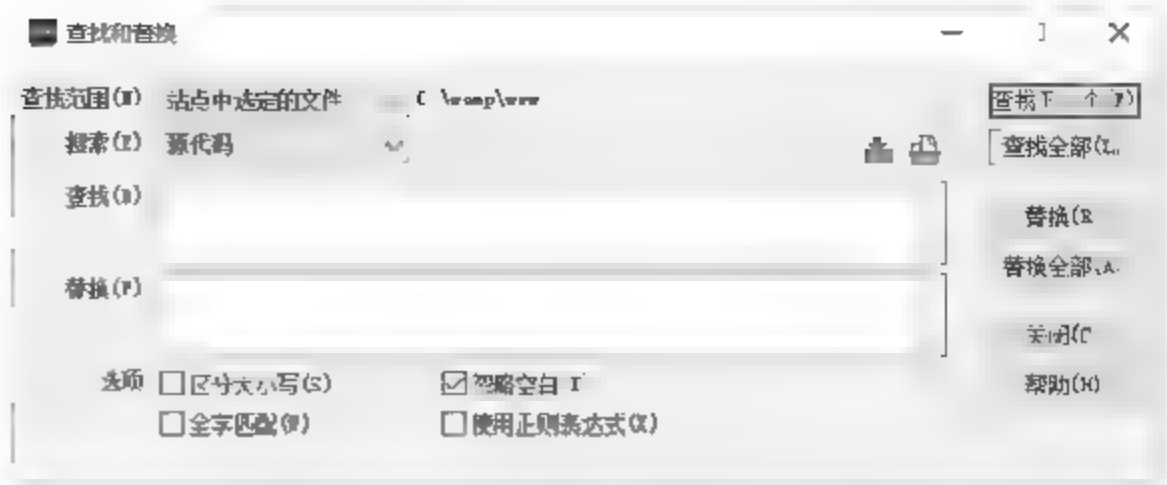 查找和替换
查找范围(N) 站点中选定的文件 C \wamp\www 查找下一个(F)
搜索(I) 源代码 查找全部(L
查找(D)
替换(R
替换全部(A
替换(P)
关闭(C
选项 区分大小写(S) 忽略空白 帮助(H)
全字匹配(W) 使用正则表达式(X)